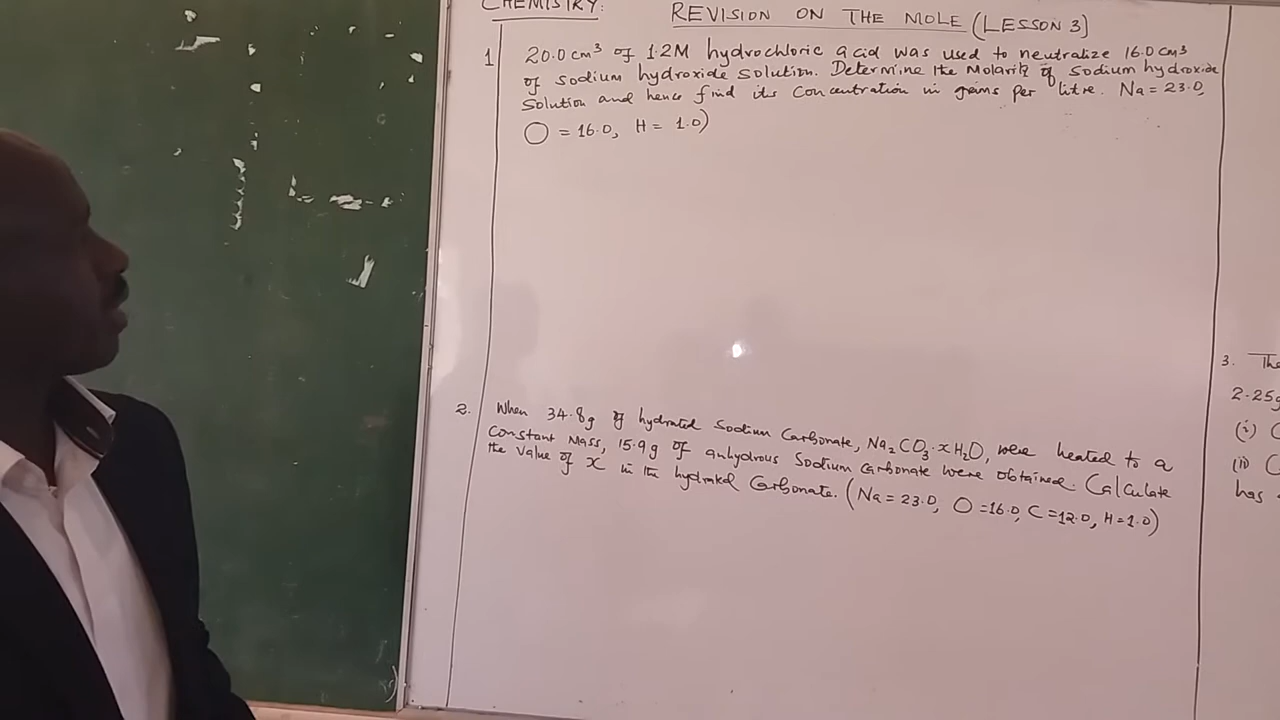 CHEMISTRY:
REVISION ON THE MOLE (LESSON 3)
1 20.0 cm³ of 1.2M hydrochloric acid was used to neutralize 16.0 cm³
of sodium hydroxide solution. Determine the Molarity of sodium hydroxide
Solution and hence find its Concentration in grams per litre. Na = 23.0,
O = 16.0, H = 1.0)
2. When 34.8g of hydrated Sodium Carbonate, Na₂CO₃.xH₂O, were heated to a
Constant Mass, 15.9g of anhydrous Sodium Carbonate were obtained. Calculate
the Value of x in the hydrated Carbonate. (Na = 23.0, O = 16.0, C = 12.0, H = 1.0)
3. The
2.25g
(i) C
(ii) C
has